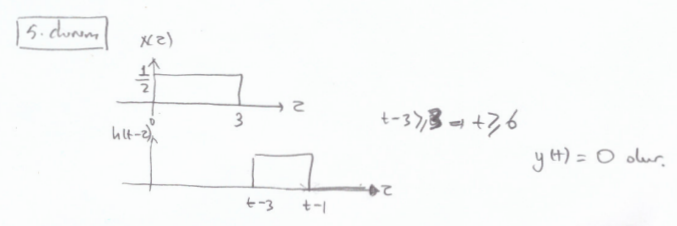 5. durum
x(τ)
1/2
0 3 τ
t-3 ≥ 3 ⇒ t ≥ 6
h(t-τ)
y(t) = 0 olur.
τ
t-3 t-1